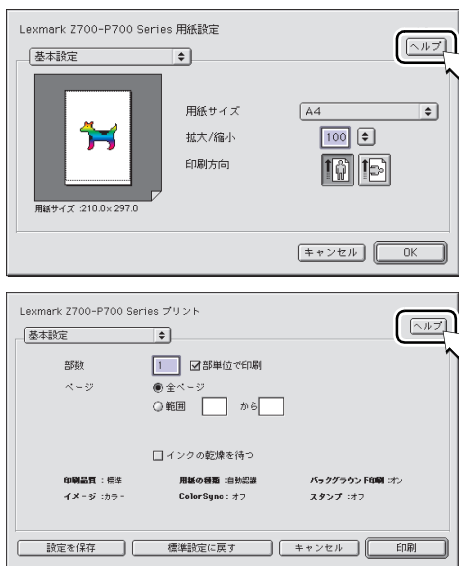 Lexmark Z700-P700 Series 用紙設定
ヘルプ
基本設定
用紙サイズ A4
拡大/縮小 100
印刷方向
用紙サイズ :210.0×297.0
キャンセル OK
Lexmark Z700-P700 Series プリント
ヘルプ
基本設定
部数 1 部単位で印刷
ページ 全ページ
範囲 から
インクの乾燥を待つ
印刷品質 : 標準 用紙の種類 :自動認識 バックグラウンド印刷 :オン
イメージ :カラー ColorSync: オフ スタンプ :オフ
設定を保存 標準設定に戻す キャンセル 印刷